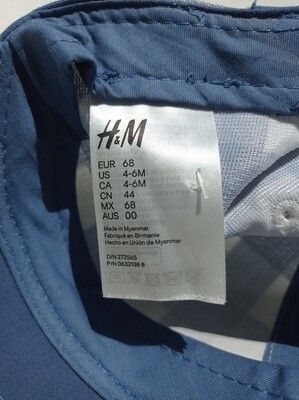 H&M
EUR 68
US 4-6M
CA 4-6M
CN 44
MX 68
AUS 00
Made in Myanmar
Fabriqué en Birmanie
Hecho en Unión de Myanmar
D/N 272565
P/N 0632138 8